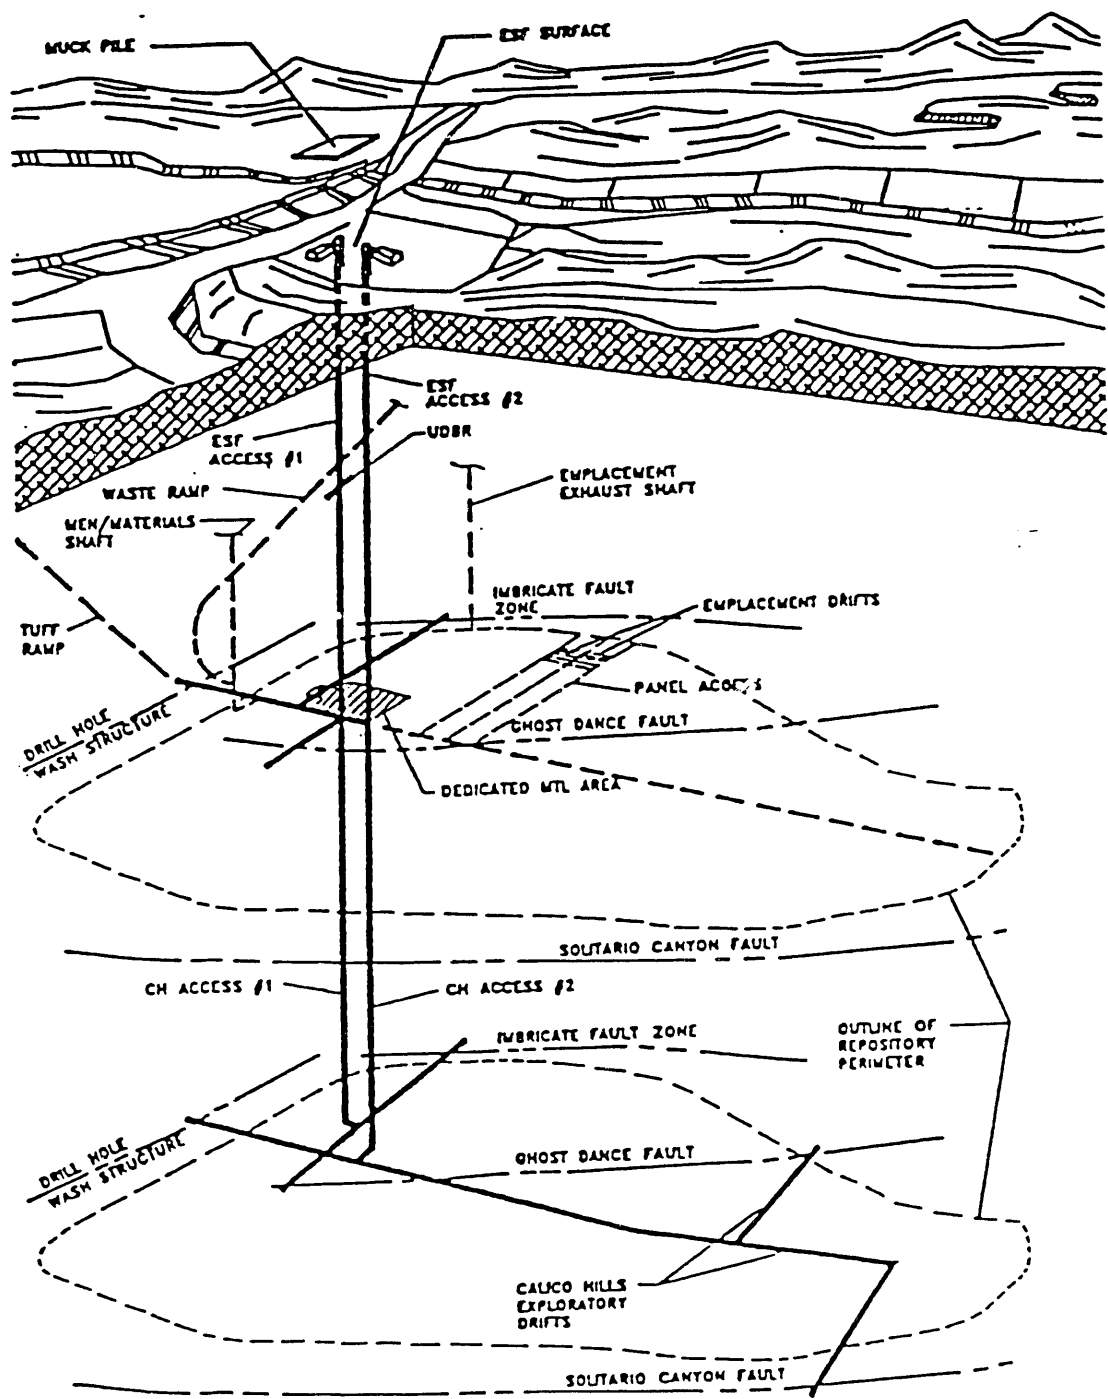 MUCK PILE
ESF SURFACE
ESF
ACCESS #2
UDBR
ESF
ACCESS #1
WASTE RAMP
EMPLACEMENT
EXHAUST SHAFT
MEN/MATERIALS
SHAFT
TUFF
RAMP
IMBRICATE FAULT
ZONE
EMPLACEMENT DRIFTS
PANEL ACCESS
GHOST DANCE FAULT
DRILL HOLE
WASH STRUCTURE
DEDICATED MTL AREA
SOLITARIO CANYON FAULT
CH ACCESS #1
CH ACCESS #2
IMBRICATE FAULT ZONE
OUTLINE OF
REPOSITORY
PERIMETER
DRILL HOLE
WASH STRUCTURE
GHOST DANCE FAULT
CALICO HILLS
EXPLORATORY
DRIFTS
SOLITARIO CANYON FAULT